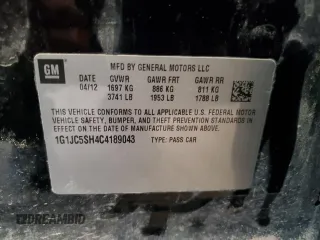 GM
MFD BY GENERAL MOTORS LLC
DATE GVWR GAWR FRT GAWR RR
04/12 1697 KG 886 KG 811 KG
3741 LB 1953 LB 1788 LB
THIS VEHICLE CONFORMS TO ALL APPLICABLE U.S. FEDERAL MOTOR
VEHICLE SAFETY, BUMPER, AND THEFT PREVENTION STANDARDS
IN EFFECT ON THE DATE OF MANUFACTURE SHOWN ABOVE.
1G1JC5SH4C4189043 TYPE: PASS CAR
DREAMBID